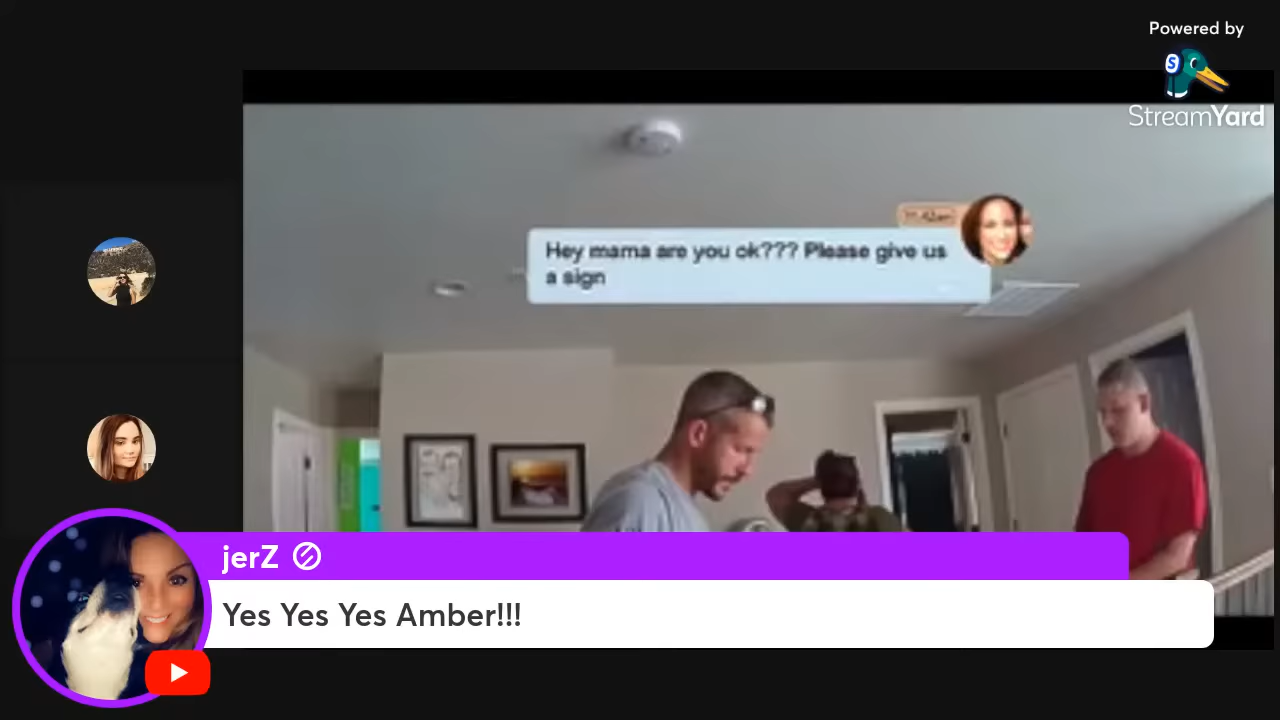 Powered by
S
StreamYard
Hey mama are you ok??? Please give us
a sign
jerZ
Yes Yes Yes Amber!!!